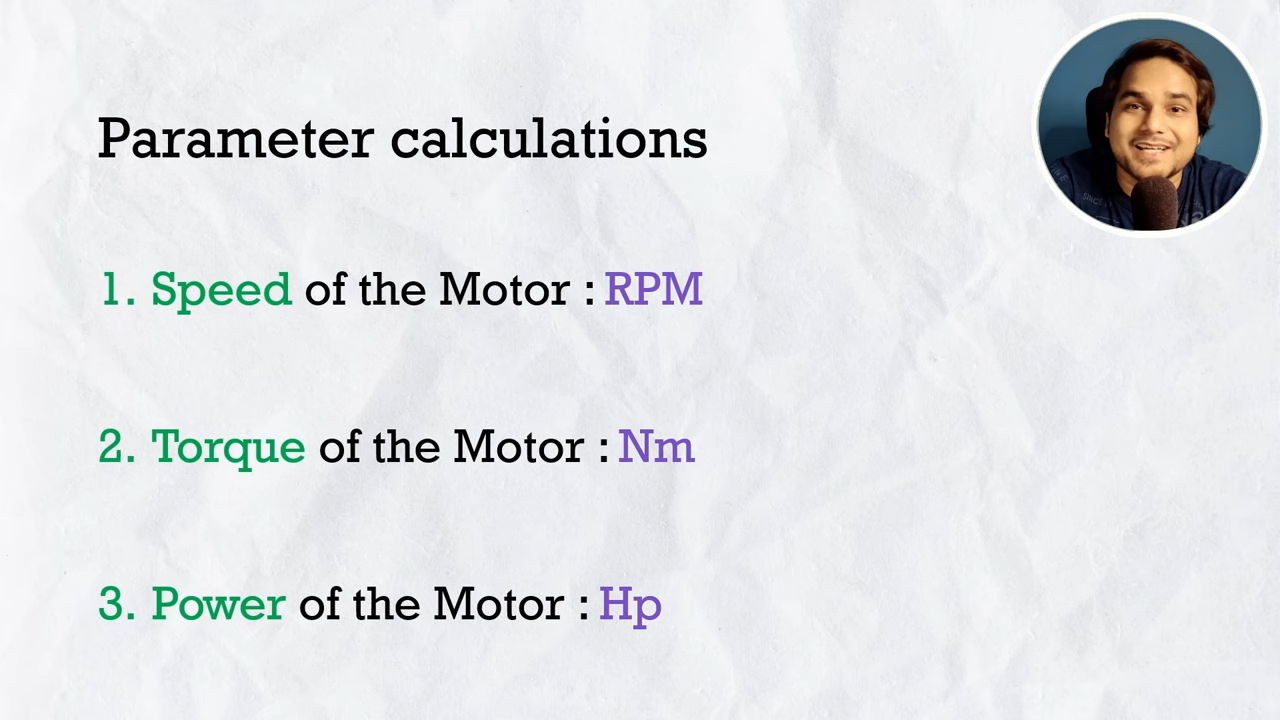 Parameter calculations
1. Speed of the Motor : RPM
2. Torque of the Motor : Nm
3. Power of the Motor : Hp
SINCE